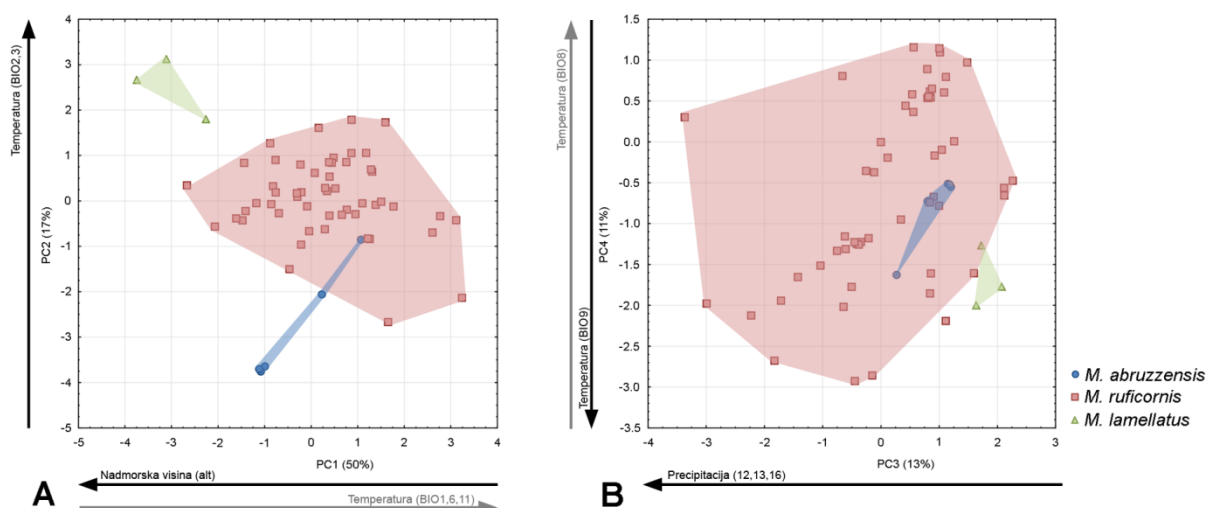 4
3
2
1
0
-1
-2
-3
-4
-5
PC2 (17%)
Temperatura (BIO2,3)
-5 -4 -3 -2 -1 0 1 2 3 4
PC1 (50%)
A
Nadmorska visina (alt)
Temperatura (BIO1,6,11)
1.5
1.0
0.5
0.0
-0.5
-1.0
-1.5
-2.0
-2.5
-3.0
-3.5
PC4 (11%)
Temperatura (BIO8)
Temperatura (BIO9)
-4 -3 -2 -1 0 1 2 3
PC3 (13%)
B
Precipitacija (12,13,16)
M. abruzzensis
M. ruficornis
M. lamellatus